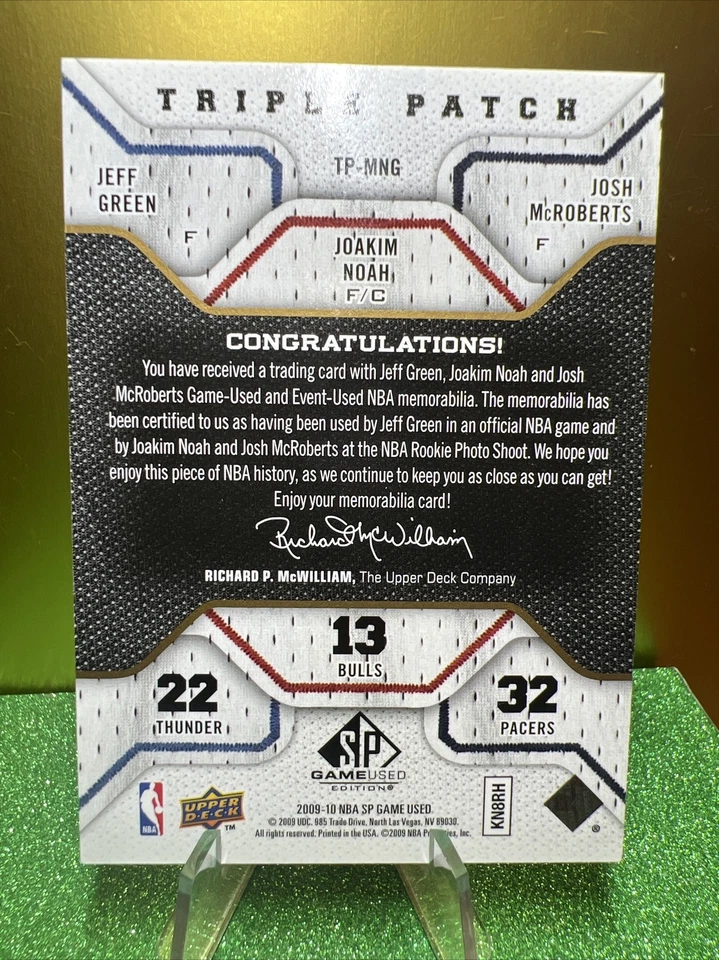 TRIPLE PATCH
TP-MNG
JEFF
GREEN
F
JOSH
McROBERTS
F
JOAKIM
NOAH
F/C
CONGRATULATIONS!
You have received a trading card with Jeff Green, Joakim Noah and Josh
McRoberts Game-Used and Event-Used NBA memorabilia. The memorabilia has
been certified to us as having been used by Jeff Green in an official NBA game and
by Joakim Noah and Josh McRoberts at the NBA Rookie Photo Shoot. We hope you
enjoy this piece of NBA history, as we continue to keep you as close as you can get!
Enjoy your memorabilia card!
Richard P. McWilliam
RICHARD P. McWILLIAM, The Upper Deck Company
13
BULLS
22
THUNDER
32
PACERS
SP
GAME USED
EDITION®
NBA
UPPER
DECK
TM
2009-10 NBA SP GAME USED
© 2009 UDC. 985 Trade Drive, North Las Vegas, NV 89030.
All rights reserved. Printed in the USA. ©2009 NBA Properties, Inc.
KN8RH
®